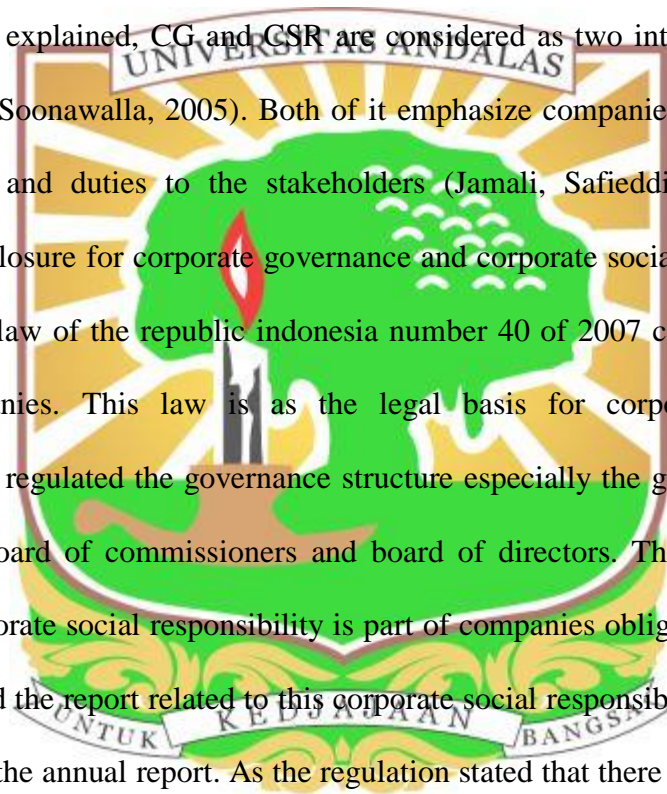 explained, CG and CSR are considered as two int
UNIVERSITAS ANDALAS
Soonawalla, 2005). Both of it emphasize companie
and duties to the stakeholders (Jamali, Safieddi
losure for corporate governance and corporate socia
law of the republic indonesia number 40 of 2007 c
nies. This law is as the legal basis for corpo
regulated the governance structure especially the g
oard of commissioners and board of directors. Th
orate social responsibility is part of companies oblig
d the report related to this corporate social responsib
UNTUK KEDJAJAAN BANGSA
the annual report. As the regulation stated that there